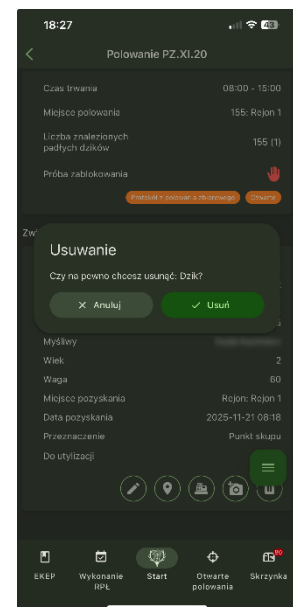 18:27
43
Polowanie PZ.XI.20
Czas trwania 08:00 - 15:00
Miejsce polowania 155: Rejon 1
Liczba znalezionych padłych dzików 155 (1)
Próba zablokowania
Protokół z polowania zbiorowego Otwarte
Zwi
Usuwanie
Czy na pewno chcesz usunąć: Dzik?
Anuluj Usuń
Myśliwy
Wiek 2
Waga 60
Miejsce pozyskania Rejon: Rejon 1
Data pozyskania 2025-11-21 08:18
Przeznaczenie Punkt skupu
Do utylizacji
EKEP Wykonanie RPŁ Start Otwarte polowania Skrzynka